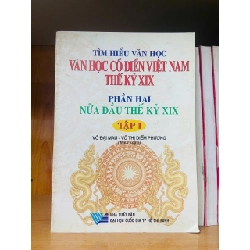 TÌM HIỂU VĂN HỌC
VĂN HỌC CỔ ĐIỂN VIỆT NAM
THẾ KỶ XIX
PHẦN HAI
NỬA ĐẦU THẾ KỶ XIX
TẬP I